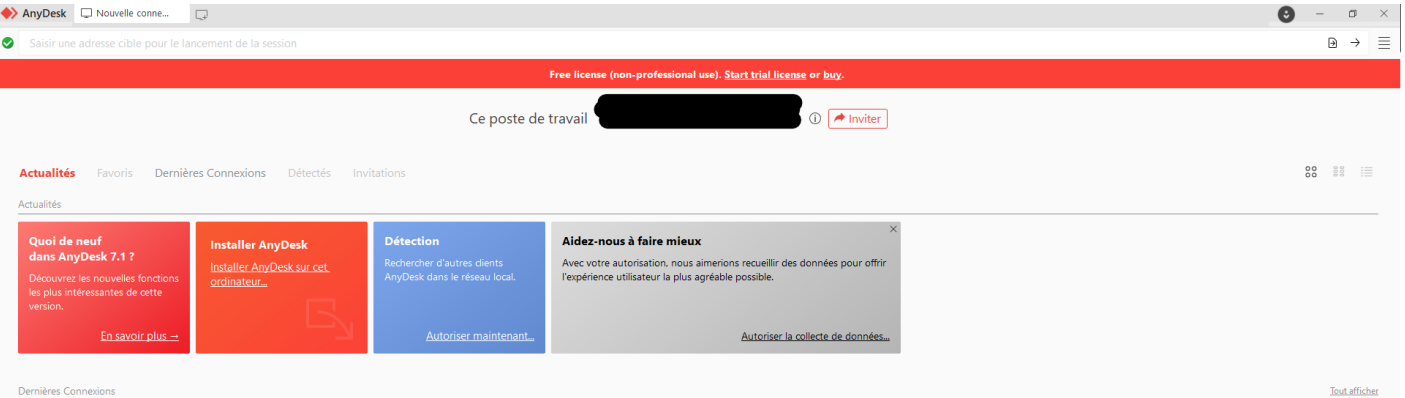 AnyDesk Nouvelle conne...
Saisir une adresse cible pour le lancement de la session
Free license (non-professional use). Start trial license or buy.
Ce poste de travail
Inviter
Actualités Favoris Dernières Connexions Détectés Invitations
Actualités
Quoi de neuf
dans AnyDesk 7.1 ?
Découvrez les nouvelles fonctions
les plus intéressantes de cette
version.
En savoir plus →
Installer AnyDesk
Installer AnyDesk sur cet
ordinateur...
Détection
Rechercher d'autres clients
AnyDesk dans le réseau local.
Autoriser maintenant...
Aidez-nous à faire mieux
Avec votre autorisation, nous aimerions recueillir des données pour offrir
l'expérience utilisateur la plus agréable possible.
Autoriser la collecte de données...
Dernières Connexions Tout afficher